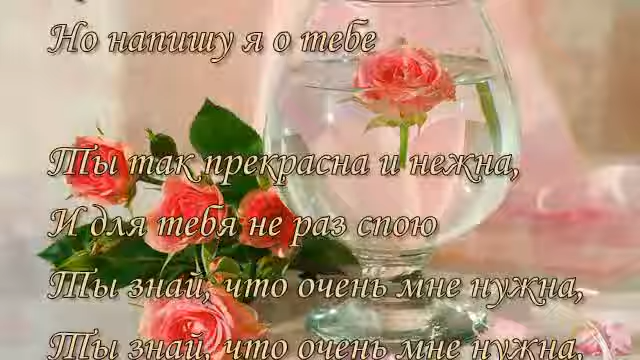 Но напишу я о тебе
Ты так прекрасна и нежна,
И для тебя не раз спою
Ты знай, что очень мне нужна,
Ты знай, что очень мне нужна,